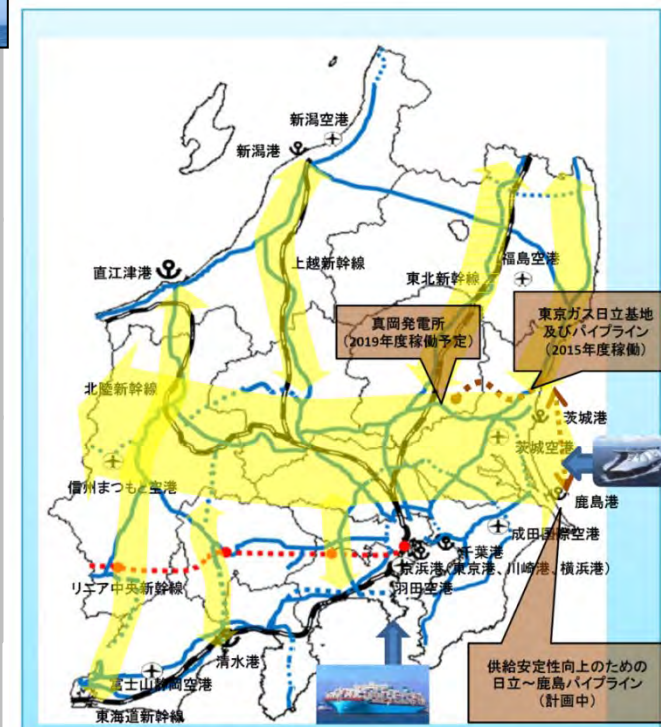 新潟空港
新潟港
上越新幹線
直江津港
東北新幹線
福島空港
真岡発電所
(2019年度稼働予定)
東京ガス日立基地
及びパイプライン
(2015年度稼働)
北陸新幹線
茨城港
茨城空港
信州まつもと空港
鹿島港
成田国際空港
千葉港
京浜港(東京港、川崎港、横浜港)
リニア中央新幹線
羽田空港
清水港
富士山静岡空港
東海道新幹線
供給安定性向上のための
日立～鹿島パイプライン
(計画中)